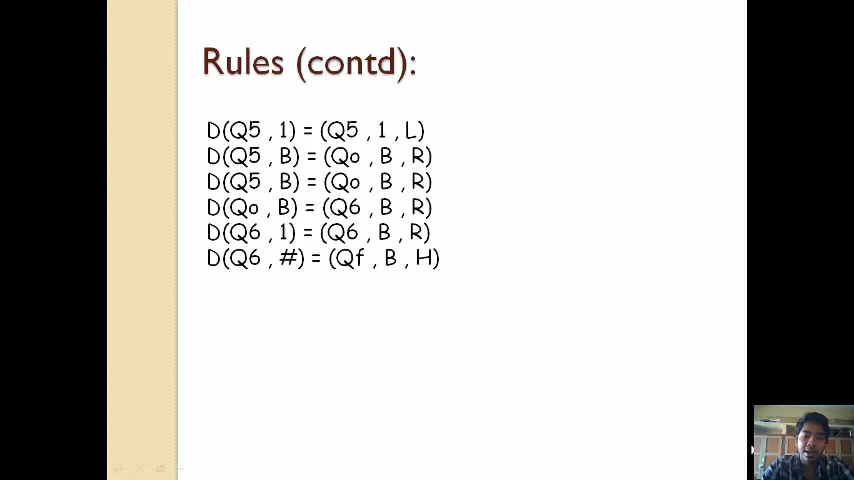 Rules (contd):
D(Q5 , 1) = (Q5 , 1 , L)
D(Q5 , B) = (Qo , B , R)
D(Q5 , B) = (Qo , B , R)
D(Qo , B) = (Q6 , B , R)
D(Q6 , 1) = (Q6 , B , R)
D(Q6 , #) = (Qf , B , H)